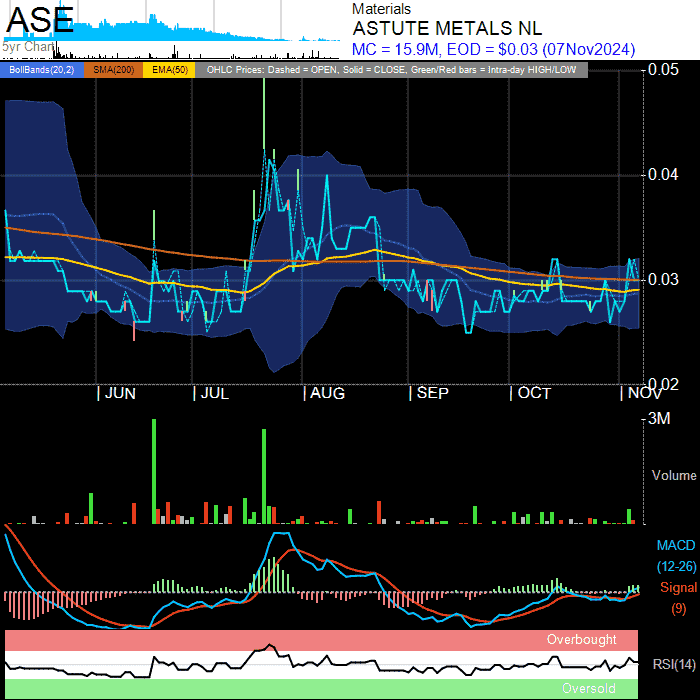 ASE
5yr Chart
Materials
ASTUTE METALS NL
MC = 15.9M, EOD = $0.03 (07Nov2024)
BollBands(20,2) SMA(200) EMA(50) OHLC Prices: Dashed = OPEN, Solid = CLOSE, Green/Red bars = Intra-day HIGH/LOW
0.05
0.04
0.03
0.02
JUN JUL AUG SEP OCT NOV
3M
Volume
MACD
(12-26)
Signal
(9)
Overbought
RSI(14)
Oversold